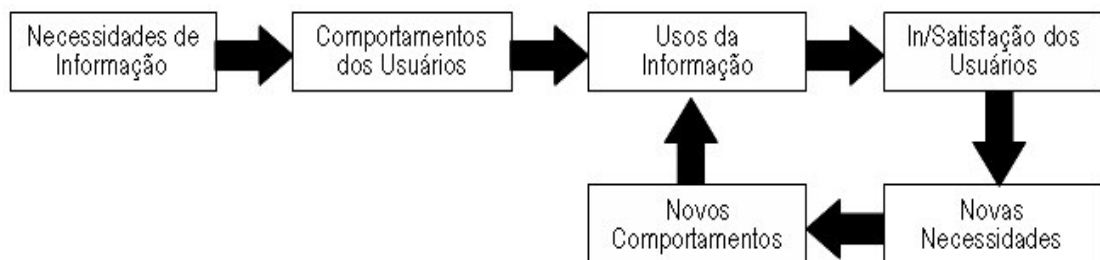 Necessidades de
Informação
Comportamentos
dos Usuários
Usos da
Informação
In/Satisfação dos
Usuários
Novos
Comportamentos
Novas
Necessidades